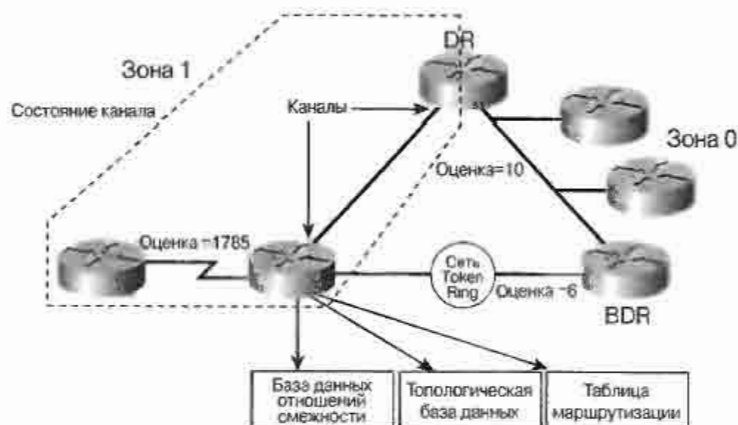 DR
Зона 1
Состояние канала
Каналы
Зона 0
Оценка=10
Оценка =1785
Сеть
Token
Ring
Оценка =6
BDR
База данных
отношений
смежности
Топологическая
база данных
Таблица
маршрутизации